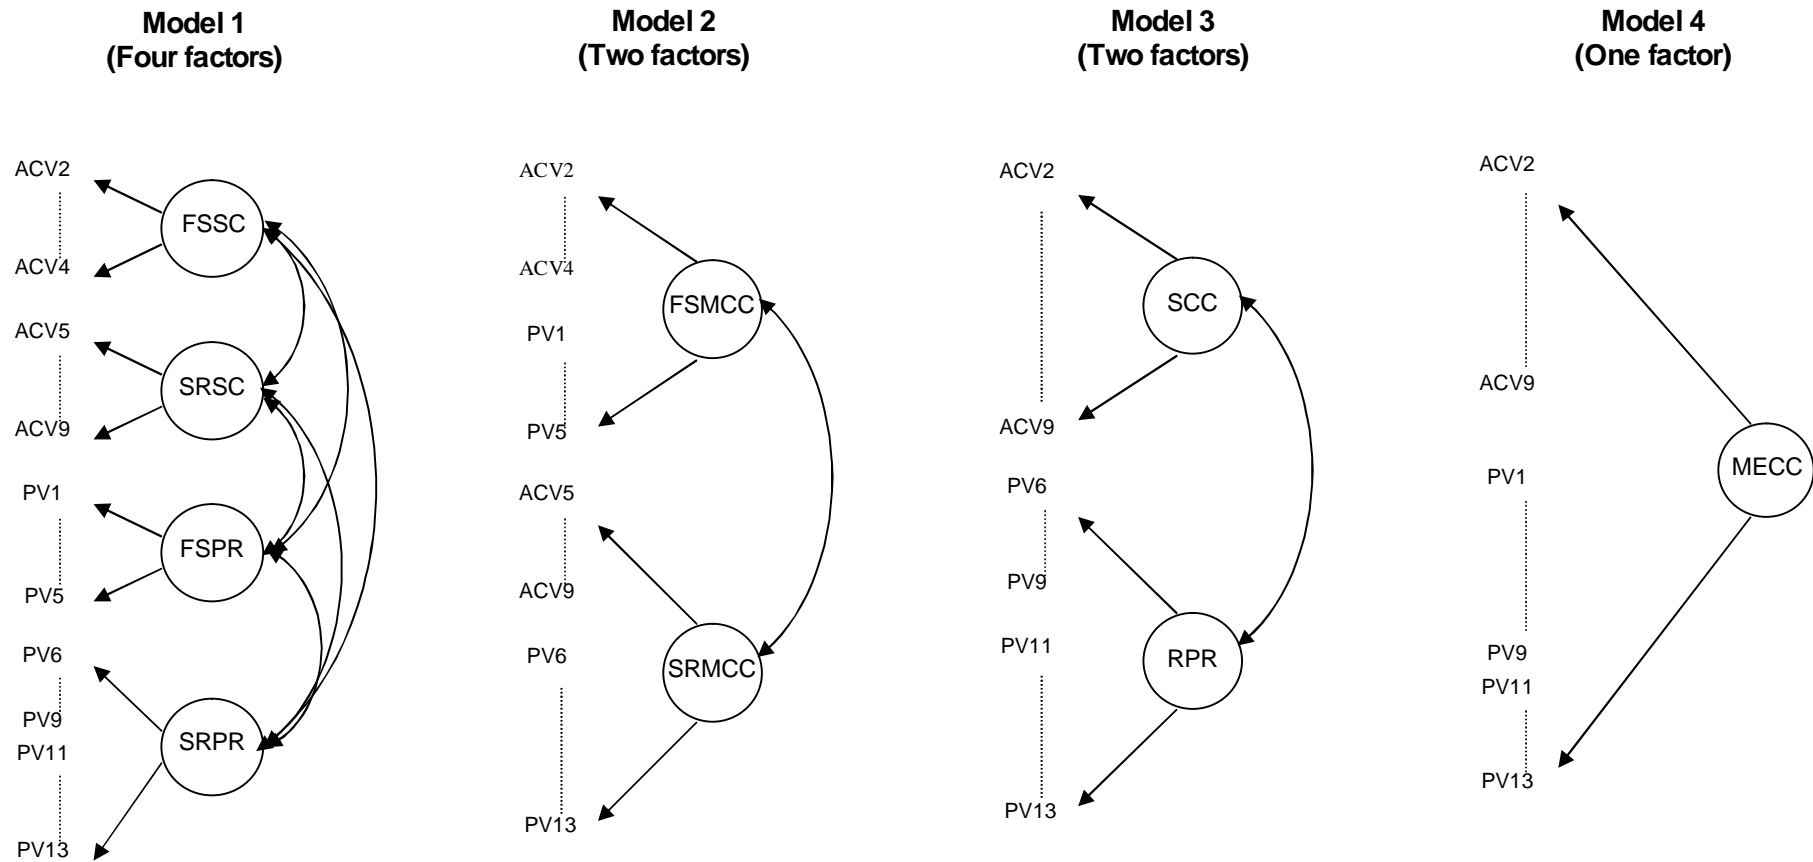 Model 1
(Four factors)
ACV2
FSSC
ACV4
ACV5
SRSC
ACV9
PV1
FSPR
PV5
PV6
PV9
SRPR
PV11
PV13
Model 2
(Two factors)
ACV2
ACV4
FSMCC
PV1
PV5
ACV5
ACV9
PV6
SRMCC
PV13
Model 3
(Two factors)
ACV2
SCC
ACV9
PV6
PV9
PV11
RPR
PV13
Model 4
(One factor)
ACV2
ACV9
MECC
PV1
PV9
PV11
PV13